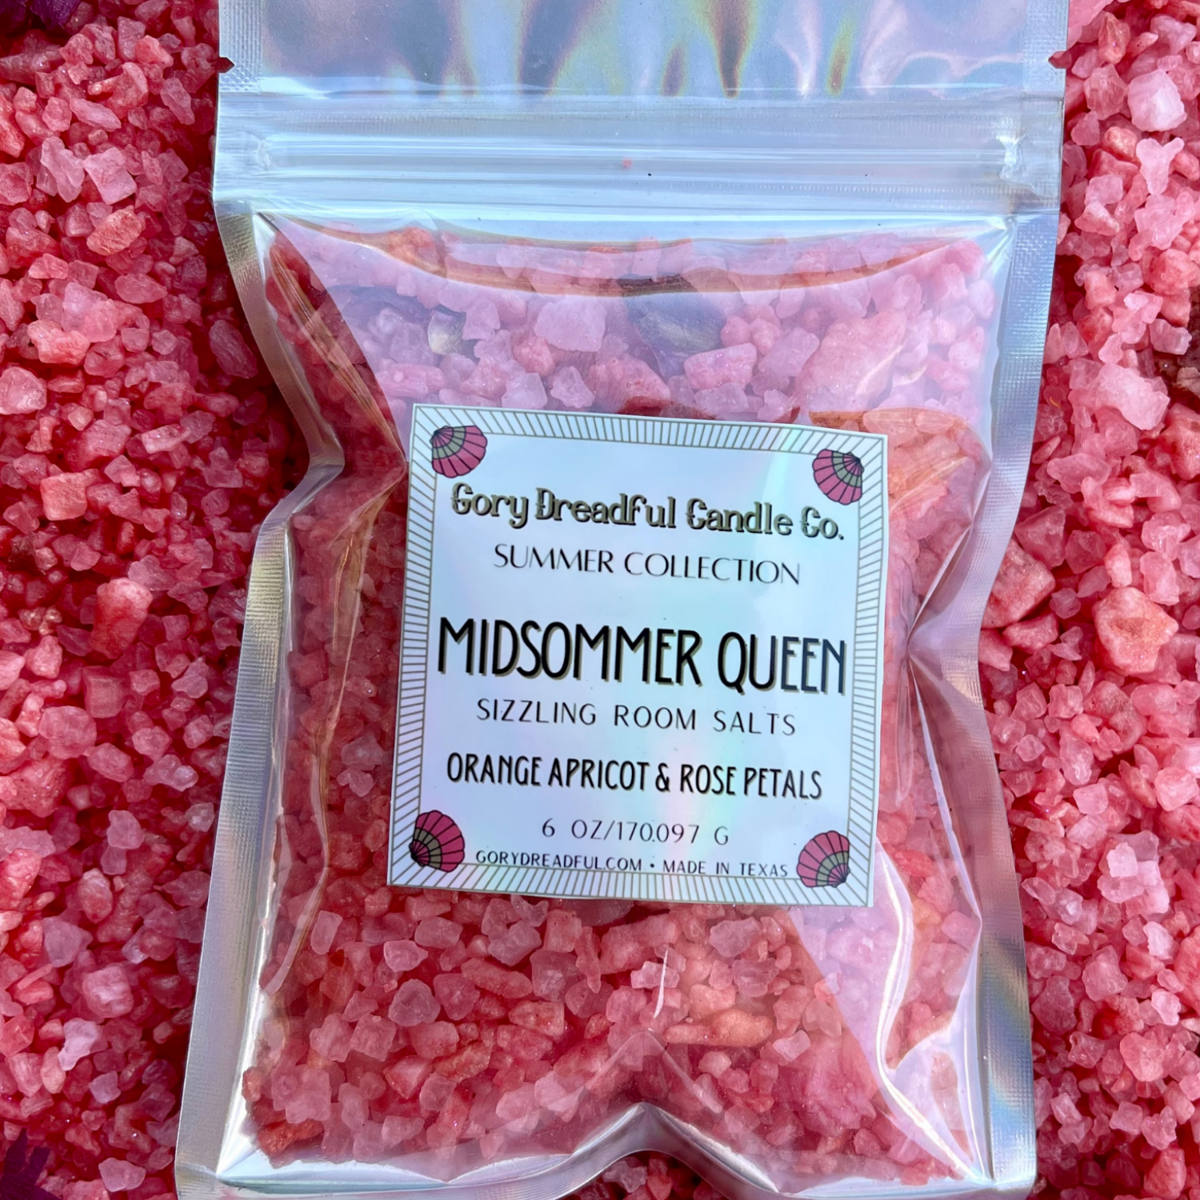 Gory Dreadful Candle Co.
SUMMER COLLECTION
MIDSOMMER QUEEN
SIZZLING ROOM SALTS
ORANGE APRICOT & ROSE PETALS
6 OZ/170.097 G
GORYDREADFUL.COM • MADE IN TEXAS